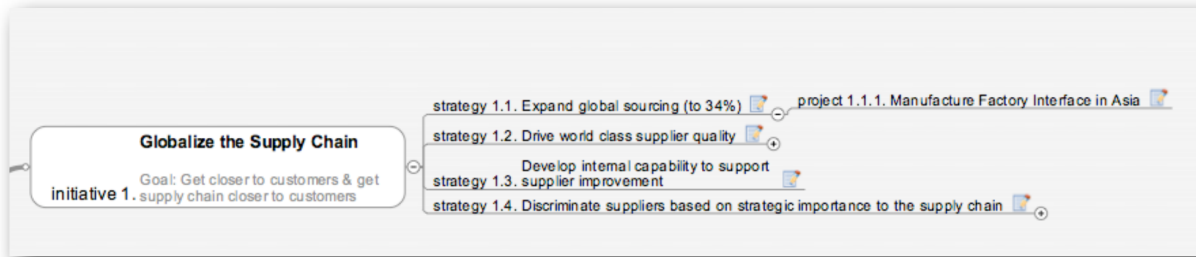 strategy 1.1. Expand global sourcing (to 34%)
project 1.1.1. Manufacture Factory Interface in Asia
strategy 1.2. Drive world class supplier quality
Globalize the Supply Chain
Goal: Get closer to customers & get
initiative 1. supply chain closer to customers
Develop internal capability to support
strategy 1.3. supplier improvement
strategy 1.4. Discriminate suppliers based on strategic importance to the supply chain